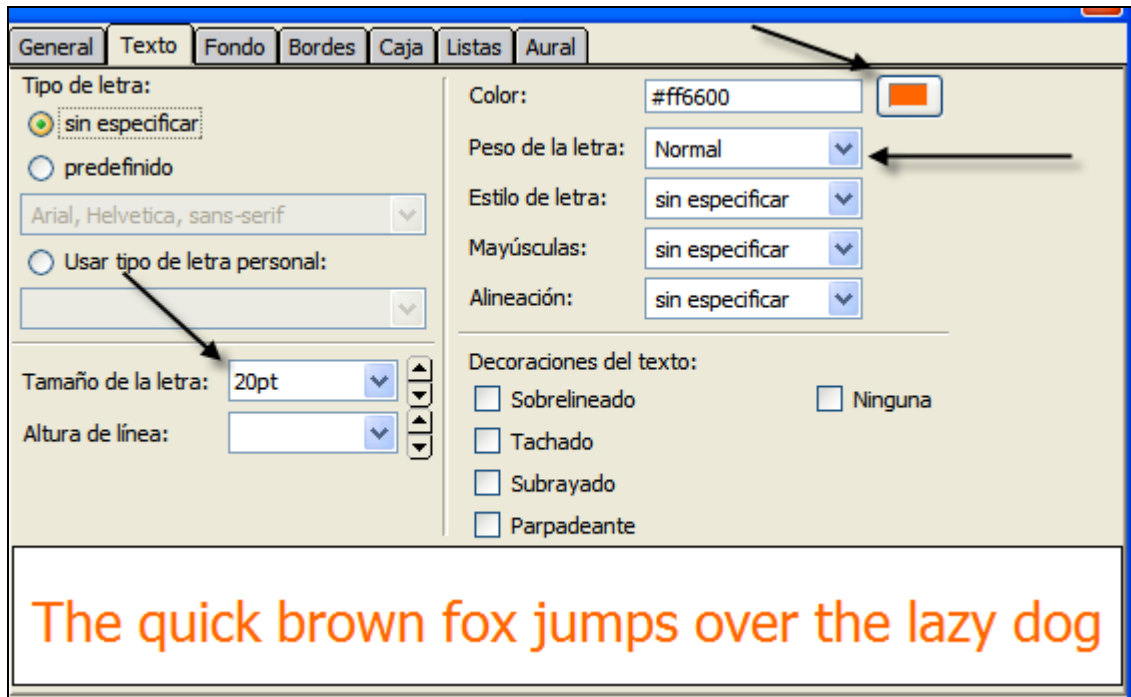 General Texto Fondo Bordes Caja Listas Aural
Tipo de letra:
sin especificar
predefinido
Arial, Helvetica, sans-serif
Usar tipo de letra personal:
Tamaño de la letra: 20pt
Altura de línea:
Color: #ff6600
Peso de la letra: Normal
Estilo de letra: sin especificar
Mayúsculas: sin especificar
Alineación: sin especificar
Decoraciones del texto:
Sobrelineado Ninguna
Tachado
Subrayado
Parpadeante
The quick brown fox jumps over the lazy dog